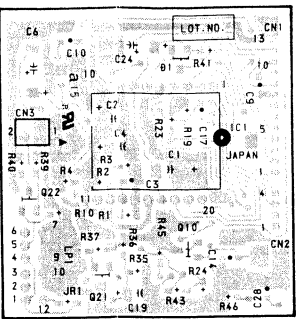 C6
LOT.NO.
CN1
C10
C24
13
R41
10
10
C9
CN3
C2
2
1
R23
C17
IC1
5
R19
C4
JAPAN
R40
R39
R3
C1
R4
R2
C3
Q22
4
11
1
R10
R1
20
7
Q10
6
R45
5
R37
R36
CN2
4
LP1
9
C14
3
R35
2
10
R24
1
JR1
Q21
R43
C28
12
C19
R46